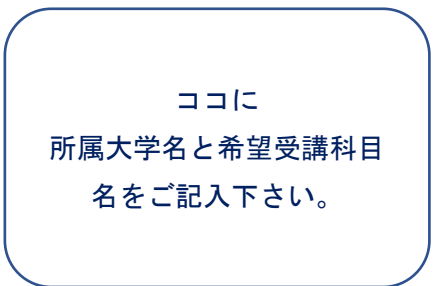 ココに
所属大学名と希望受講科目
名をご記入下さい。